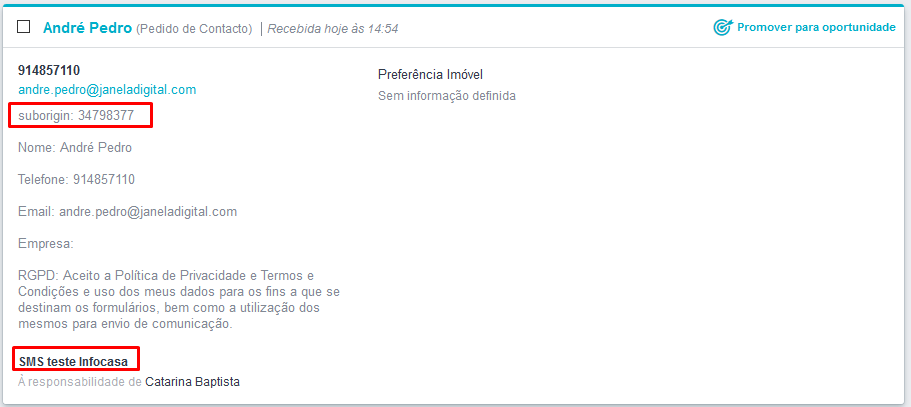 André Pedro (Pedido de Contacto) | Recebida hoje às 14:54
Promover para oportunidade
914857110
andre.pedro@janeladigital.com
suborigin: 34798377
Nome: André Pedro
Telefone: 914857110
Email: andre.pedro@janeladigital.com
Empresa:
RGPD: Aceito a Política de Privacidade e Termos e
Condições e uso dos meus dados para os fins a que se
destinam os formulários, bem como a utilização dos
mesmos para envio de comunicação.
SMS teste Infocasa
À responsabilidade de Catarina Baptista
Preferência Imóvel
Sem informação definida